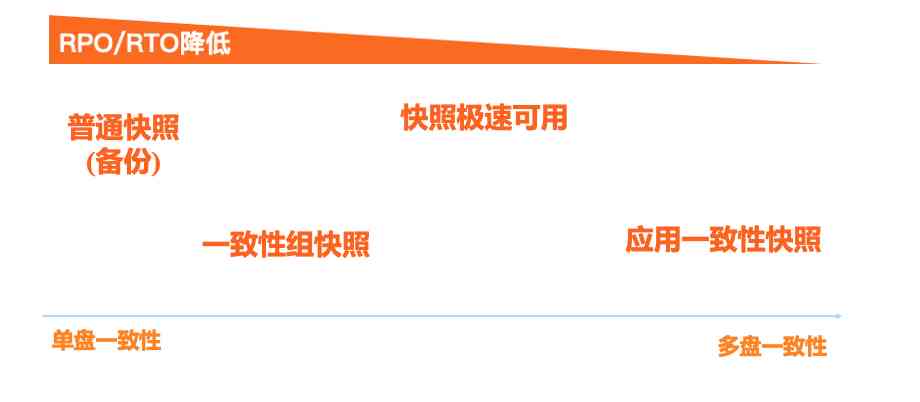 RPO/RTO降低
普通快照
(备份)
快照极速可用
一致性组快照
应用一致性快照
单盘一致性
多盘一致性